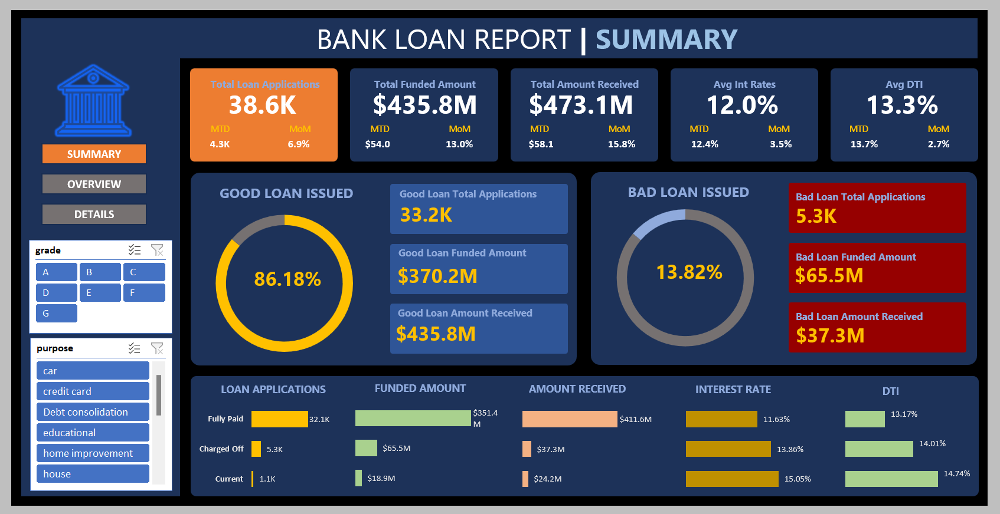 BANK LOAN REPORT | SUMMARY
SUMMARY
OVERVIEW
DETAILS
grade
A B C
D E F
G
purpose
car
credit card
Debt consolidation
educational
home improvement
house
Total Loan Applications
38.6K
MTD MoM
4.3K 6.9%
Total Funded Amount
$435.8M
MTD MoM
$54.0 13.0%
Total Amount Received
$473.1M
MTD MoM
$58.1 15.8%
Avg Int Rates
12.0%
MTD MoM
12.4% 3.5%
Avg DTI
13.3%
MTD MoM
13.7% 2.7%
GOOD LOAN ISSUED
86.18%
Good Loan Total Applications
33.2K
Good Loan Funded Amount
$370.2M
Good Loan Amount Received
$435.8M
BAD LOAN ISSUED
13.82%
Bad Loan Total Applications
5.3K
Bad Loan Funded Amount
$65.5M
Bad Loan Amount Received
$37.3M
LOAN APPLICATIONS
Fully Paid 32.1K
Charged Off 5.3K
Current 1.1K
FUNDED AMOUNT
$351.4
M
$65.5M
$18.9M
AMOUNT RECEIVED
$411.6M
$37.3M
$24.2M
INTEREST RATE
11.63%
13.86%
15.05%
DTI
13.17%
14.01%
14.74%